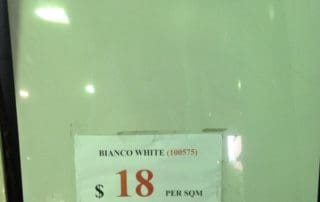 BIANCO WHITE (100575)
$ 18 PER SQM